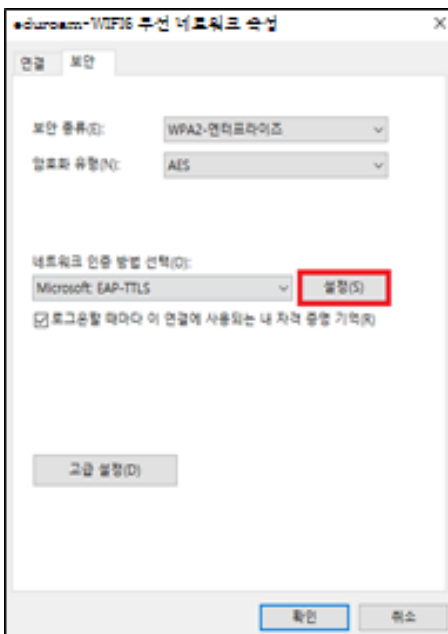 eduroam-WIFI6 무선 네트워크 속성
연결 보안
보안 종류(E): WPA2-엔터프라이즈
암호화 유형(N): AES
네트워크 인증 방법 선택(O):
Microsoft: EAP-TTLS 설정(S)
로그온할 때마다 이 연결에 사용되는 내 자격 증명 기억(R)
고급 설정(D)
확인 취소